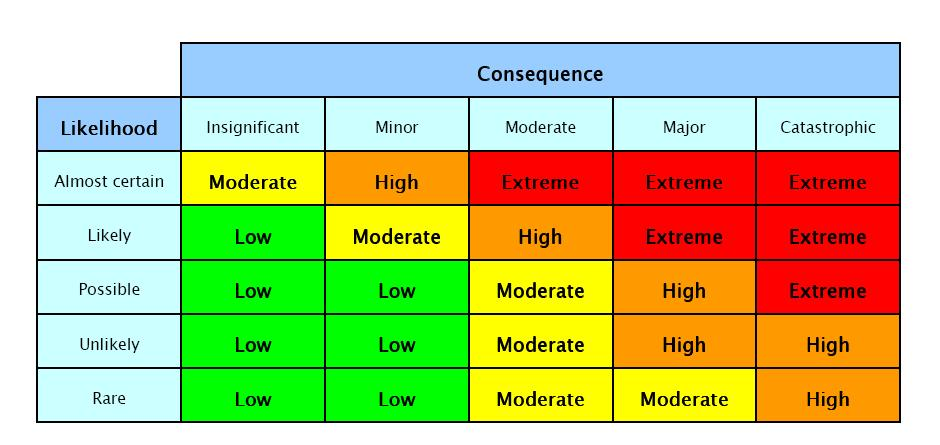 Consequence
Likelihood Insignificant Minor Moderate Major Catastrophic
Almost certain Moderate High Extreme Extreme Extreme
Likely Low Moderate High Extreme Extreme
Possible Low Low Moderate High Extreme
Unlikely Low Low Moderate High High
Rare Low Low Moderate Moderate High